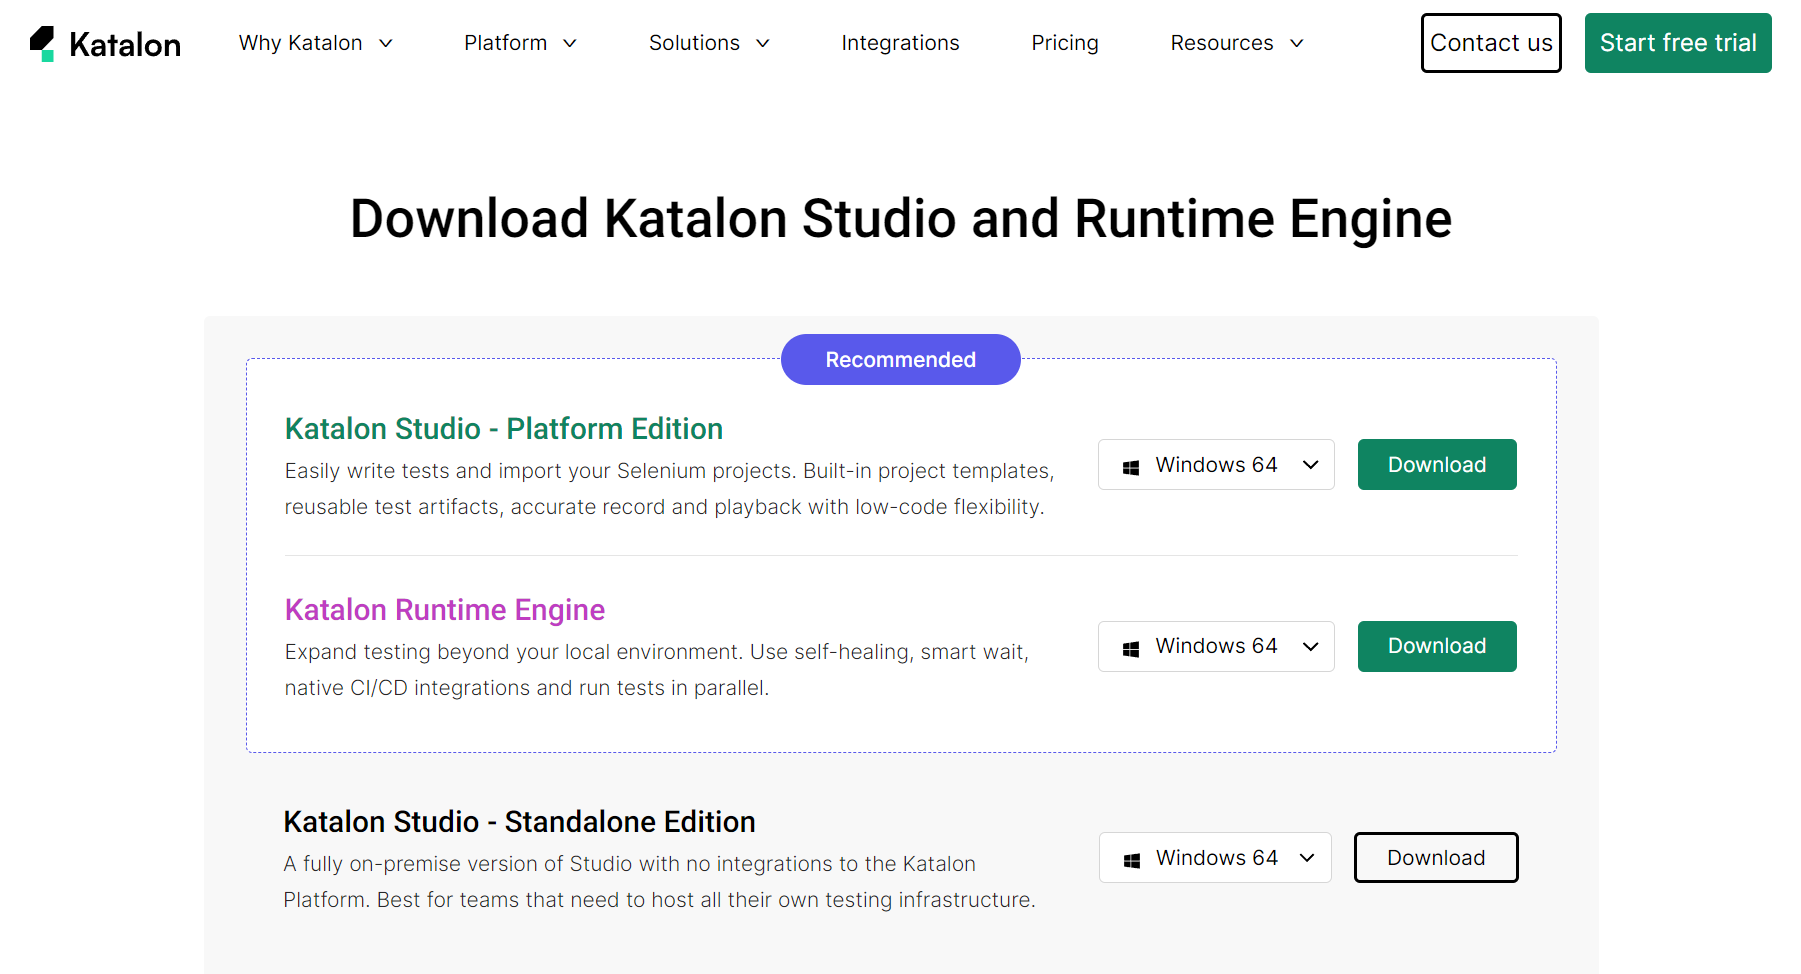 Katalon
Why Katalon
Platform
Solutions
Integrations
Pricing
Resources
Contact us
Start free trial
Download Katalon Studio and Runtime Engine
Recommended
Katalon Studio - Platform Edition
Easily write tests and import your Selenium projects. Built-in project templates,
reusable test artifacts, accurate record and playback with low-code flexibility.
Windows 64
Download
Katalon Runtime Engine
Expand testing beyond your local environment. Use self-healing, smart wait,
native CI/CD integrations and run tests in parallel.
Windows 64
Download
Katalon Studio - Standalone Edition
A fully on-premise version of Studio with no integrations to the Katalon
Platform. Best for teams that need to host all their own testing infrastructure.
Windows 64
Download